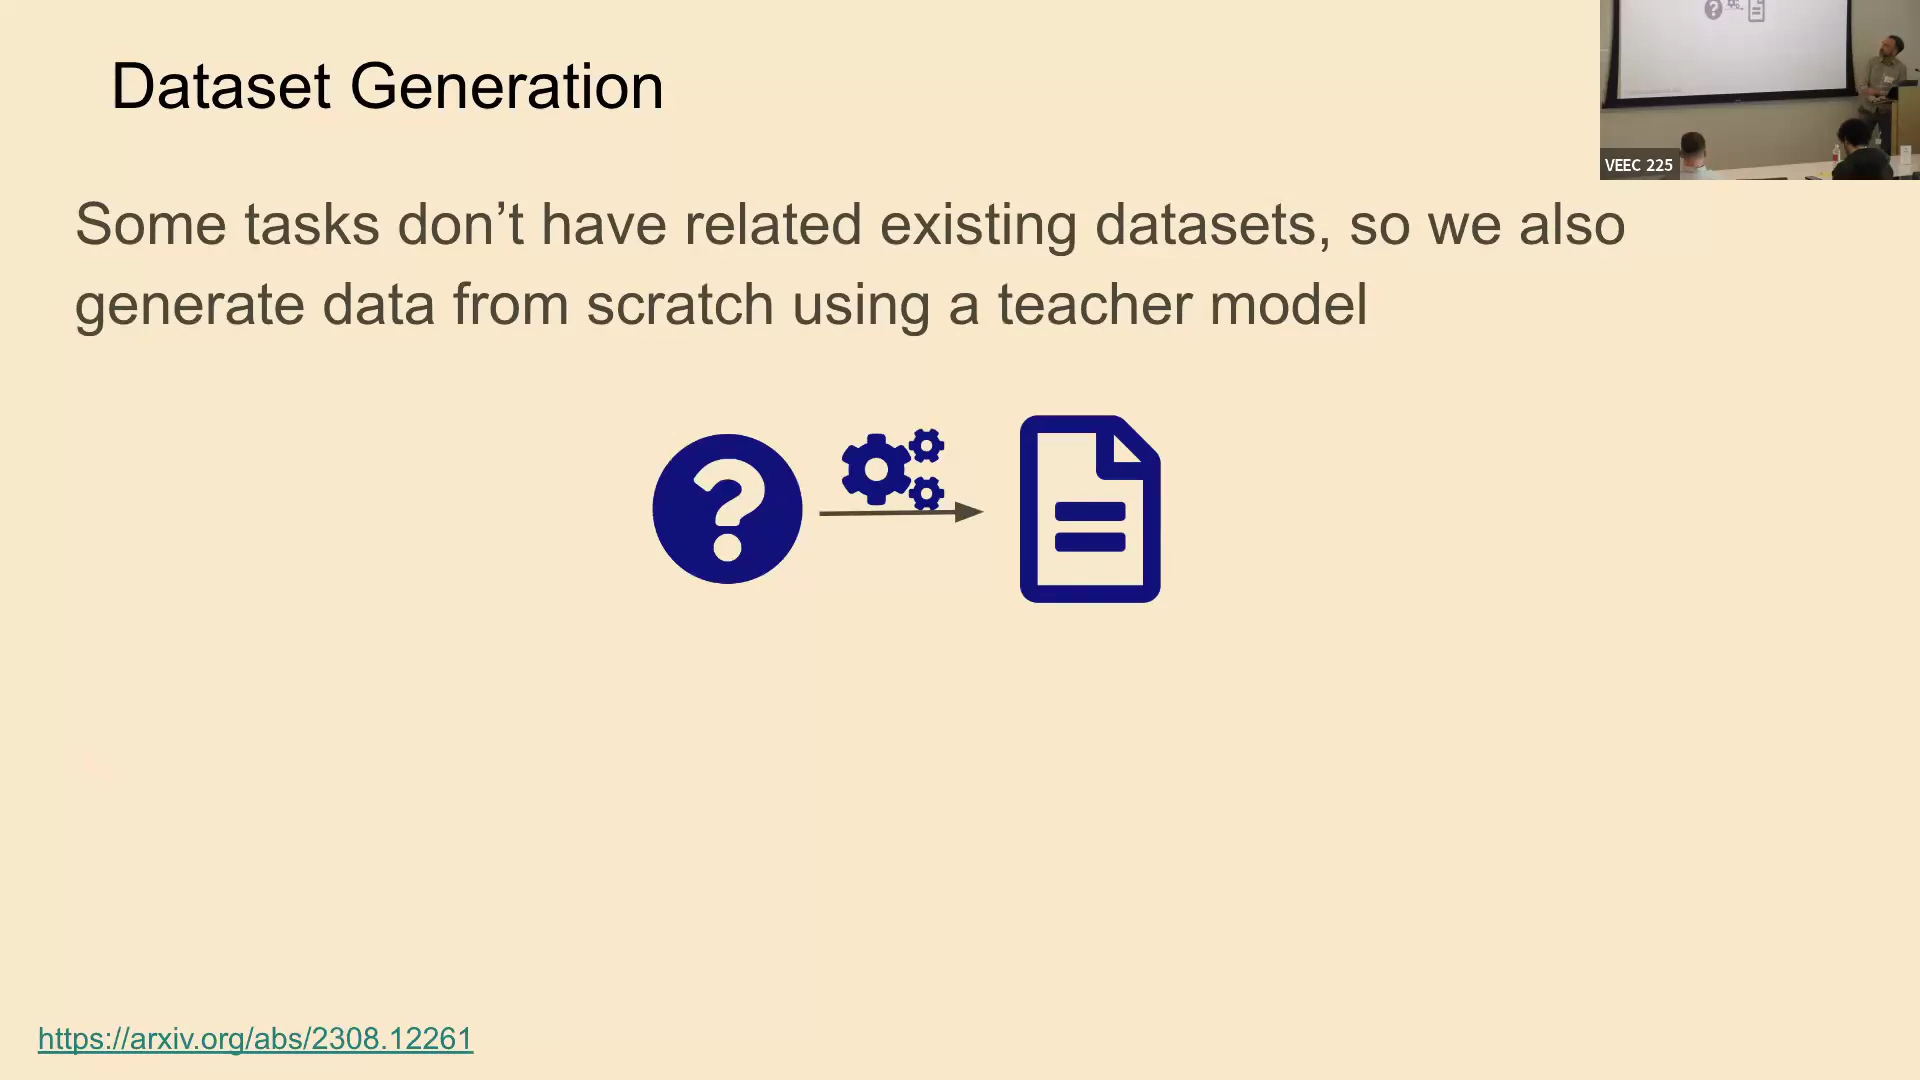 Dataset Generation
VEEC 225
Some tasks don’t have related existing datasets, so we also
generate data from scratch using a teacher model
?
https://arxiv.org/abs/2308.12261